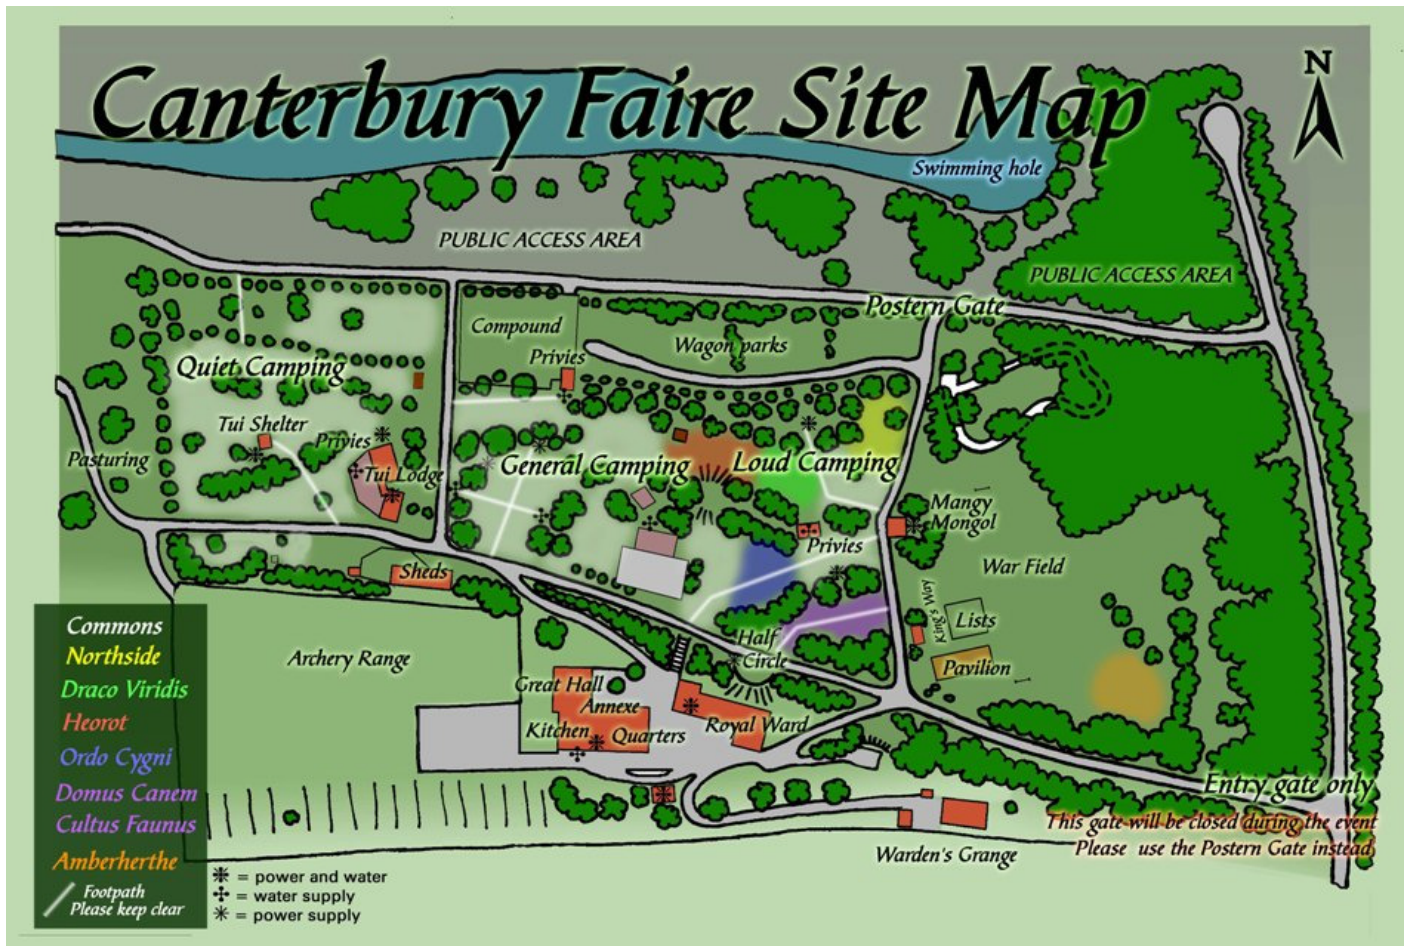 Canterbury Faire Site Map
N
Swimming hole
PUBLIC ACCESS AREA
PUBLIC ACCESS AREA
Postern Gate
Compound
Wagon parks
Privies
Quiet Camping
Tui Shelter
Privies
Pasturing
Tui Lodge
General Camping
Loud Camping
Mangy
Mongol
Privies
War Field
Sheds
King's Way
Lists
Half
Circle
Pavilion
Archery Range
Great Hall
Annexe
Kitchen
Quarters
Royal Ward
Entry gate only
This gate will be closed during the event
Please use the Postern Gate instead
Warden's Grange
Commons
Northside
Draco Viridis
Heorot
Ordo Cygni
Domus Canem
Cultus Faunus
Amberherthe
Footpath
Please keep clear
= power and water
= water supply
= power supply